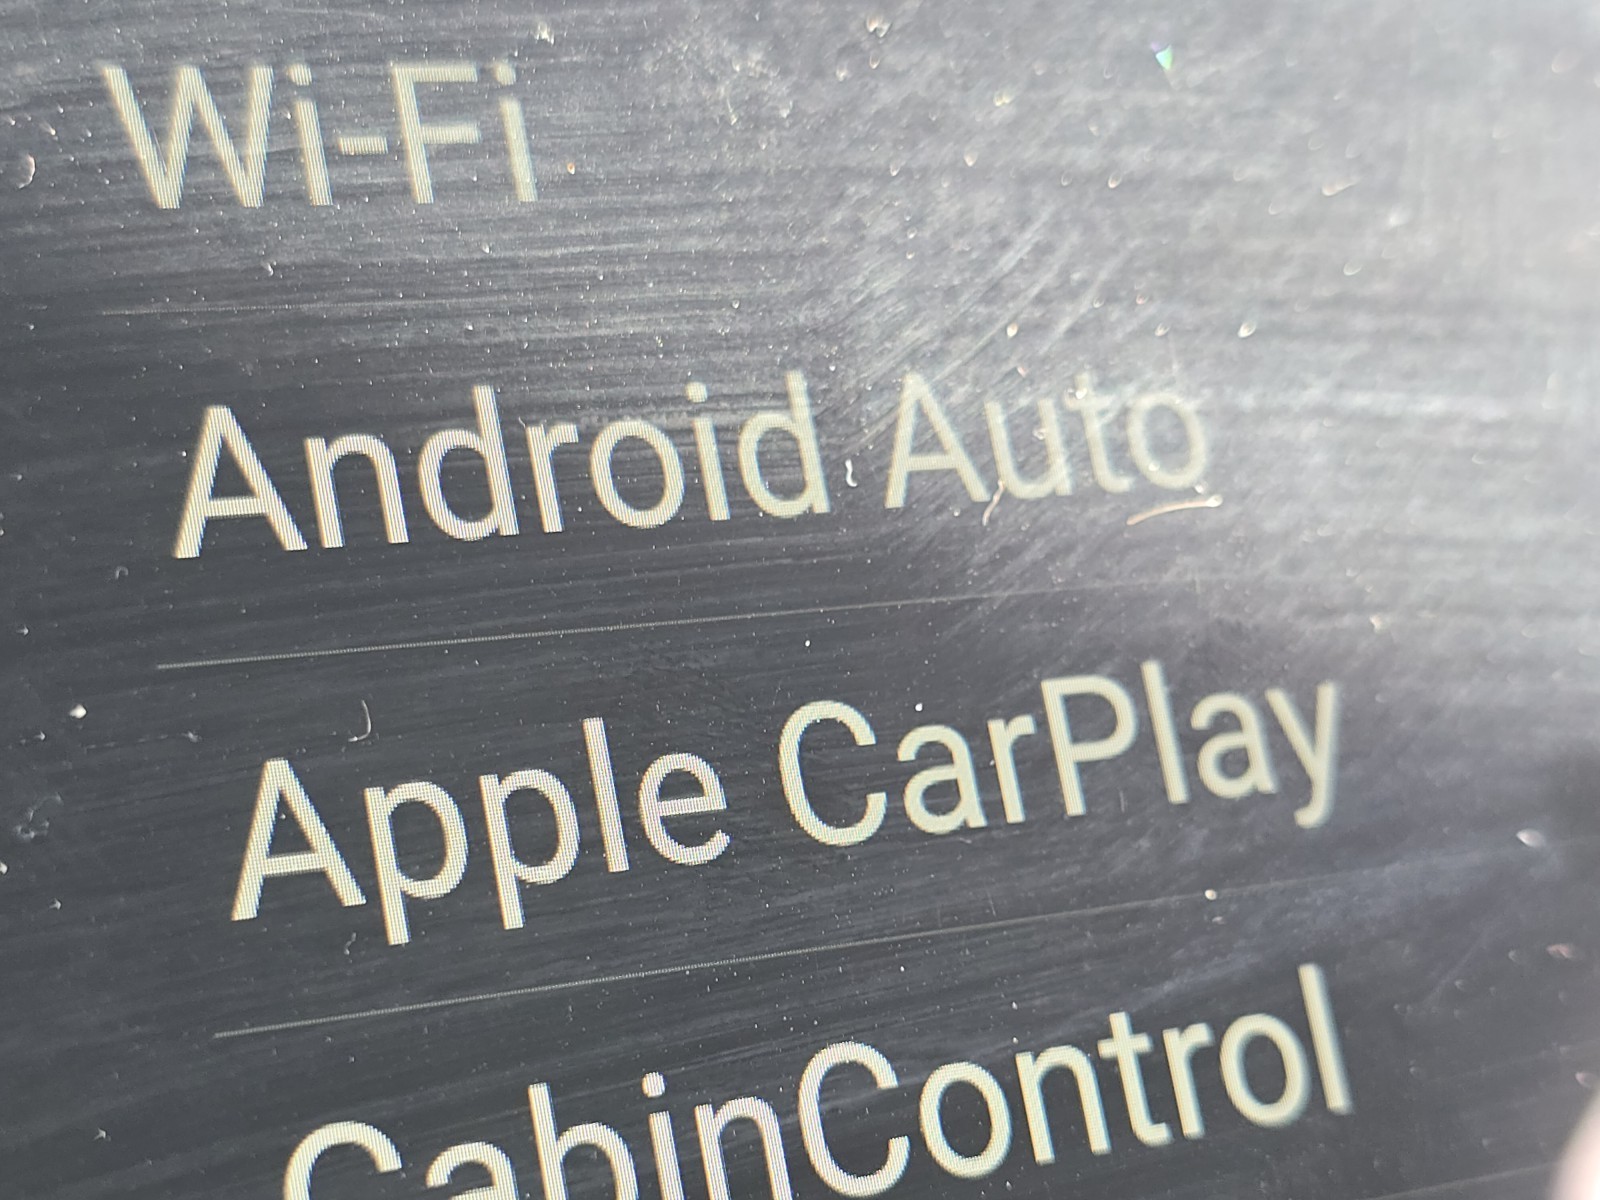 Wi-Fi
Android Auto
Apple CarPlay
CabinControl